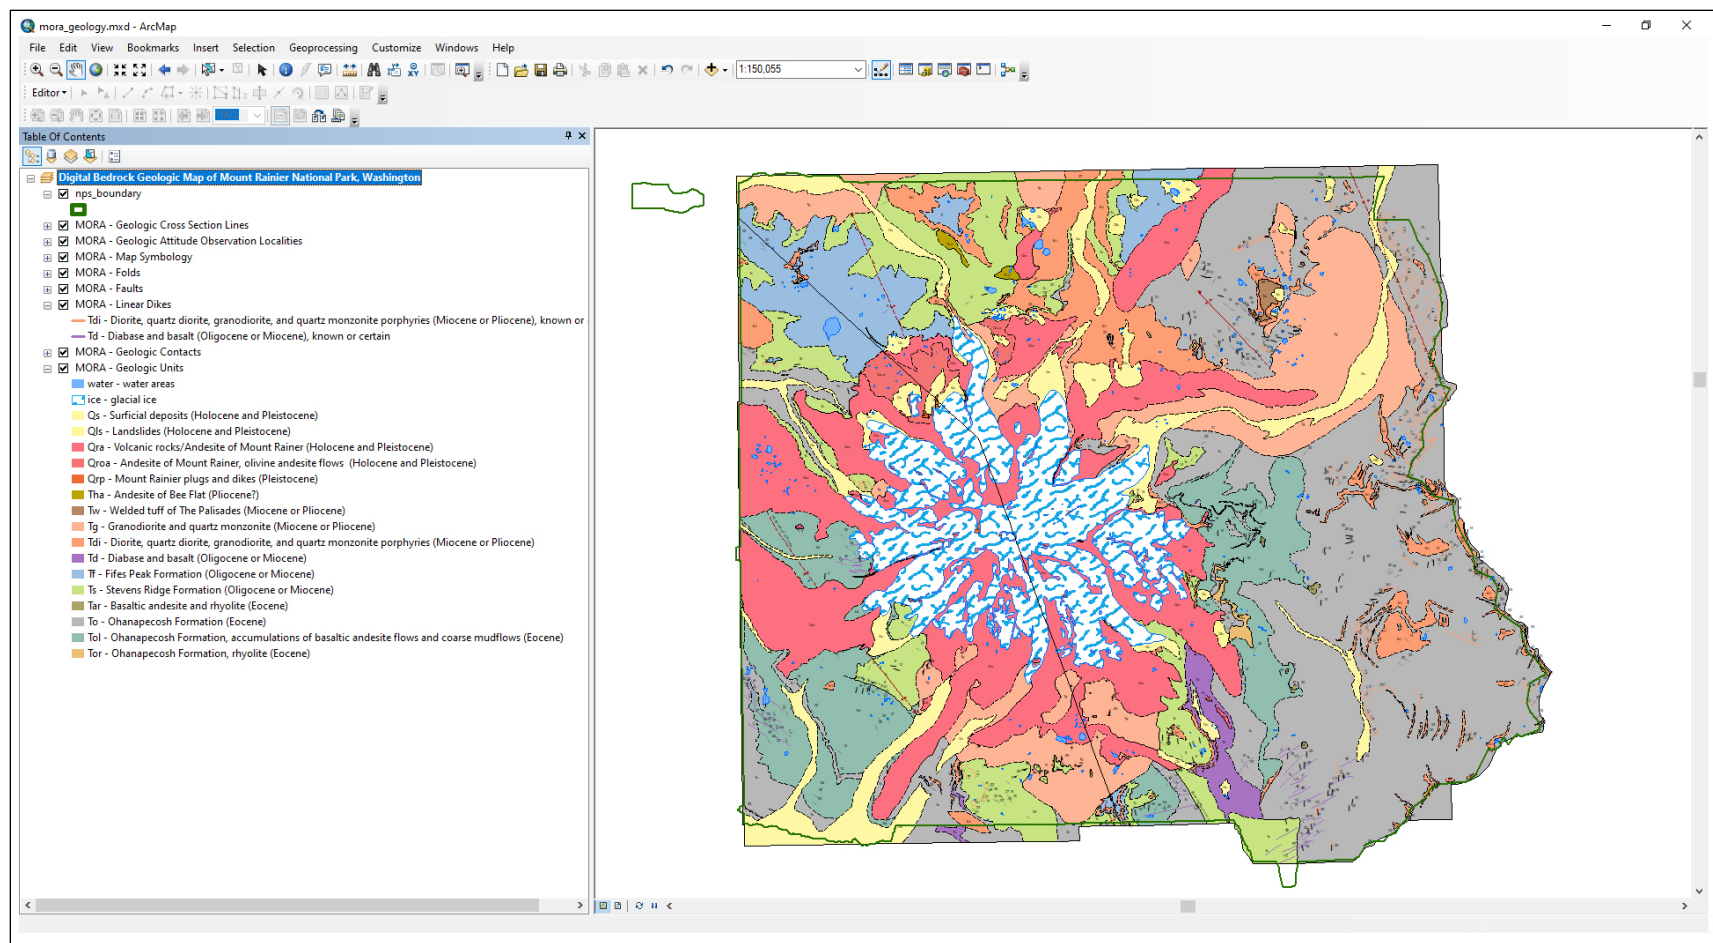 mora_geology.mxd - ArcMap
File Edit View Bookmarks Insert Selection Geoprocessing Customize Windows Help
1:150,055
Editor
100%
Table Of Contents
Digital Bedrock Geologic Map of Mount Rainier National Park, Washington
nps_boundary
MORA - Geologic Cross Section Lines
MORA - Geologic Attitude Observation Localities
MORA - Map Symbology
MORA - Folds
MORA - Faults
MORA - Linear Dikes
Tdi - Diorite, quartz diorite, granodiorite, and quartz monzonite porphyries (Miocene or Pliocene), known or
Td - Diabase and basalt (Oligocene or Miocene), known or certain
MORA - Geologic Contacts
MORA - Geologic Units
water - water areas
ice - glacial ice
Qs - Surficial deposits (Holocene and Pleistocene)
Qls - Landslides (Holocene and Pleistocene)
Qra - Volcanic rocks/Andesite of Mount Rainer (Holocene and Pleistocene)
Qroa - Andesite of Mount Rainer, olivine andesite flows (Holocene and Pleistocene)
Qrp - Mount Rainier plugs and dikes (Pleistocene)
Tha - Andesite of Bee Flat (Pliocene?)
Tw - Welded tuff of The Palisades (Miocene or Pliocene)
Tg - Granodiorite and quartz monzonite (Miocene or Pliocene)
Tdi - Diorite, quartz diorite, granodiorite, and quartz monzonite porphyries (Miocene or Pliocene)
Td - Diabase and basalt (Oligocene or Miocene)
Tf - Fifes Peak Formation (Oligocene or Miocene)
Ts - Stevens Ridge Formation (Oligocene or Miocene)
Tar - Basaltic andesite and rhyolite (Eocene)
To - Ohanapecosh Formation (Eocene)
Tol - Ohanapecosh Formation, accumulations of basaltic andesite flows and coarse mudflows (Eocene)
Tor - Ohanapecosh Formation, rhyolite (Eocene)